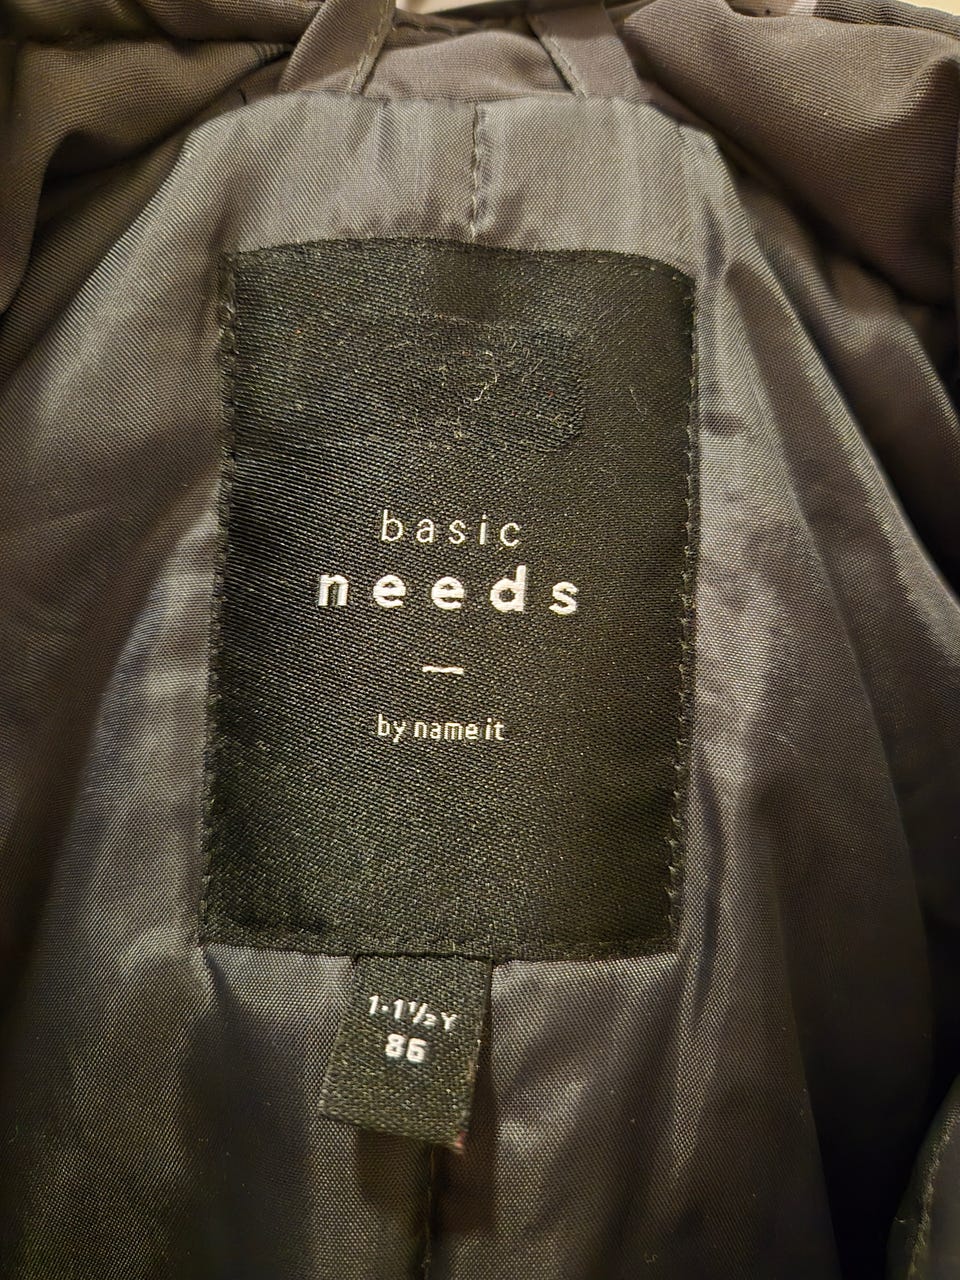 basic
needs
—
by name it
1-1½Y
86